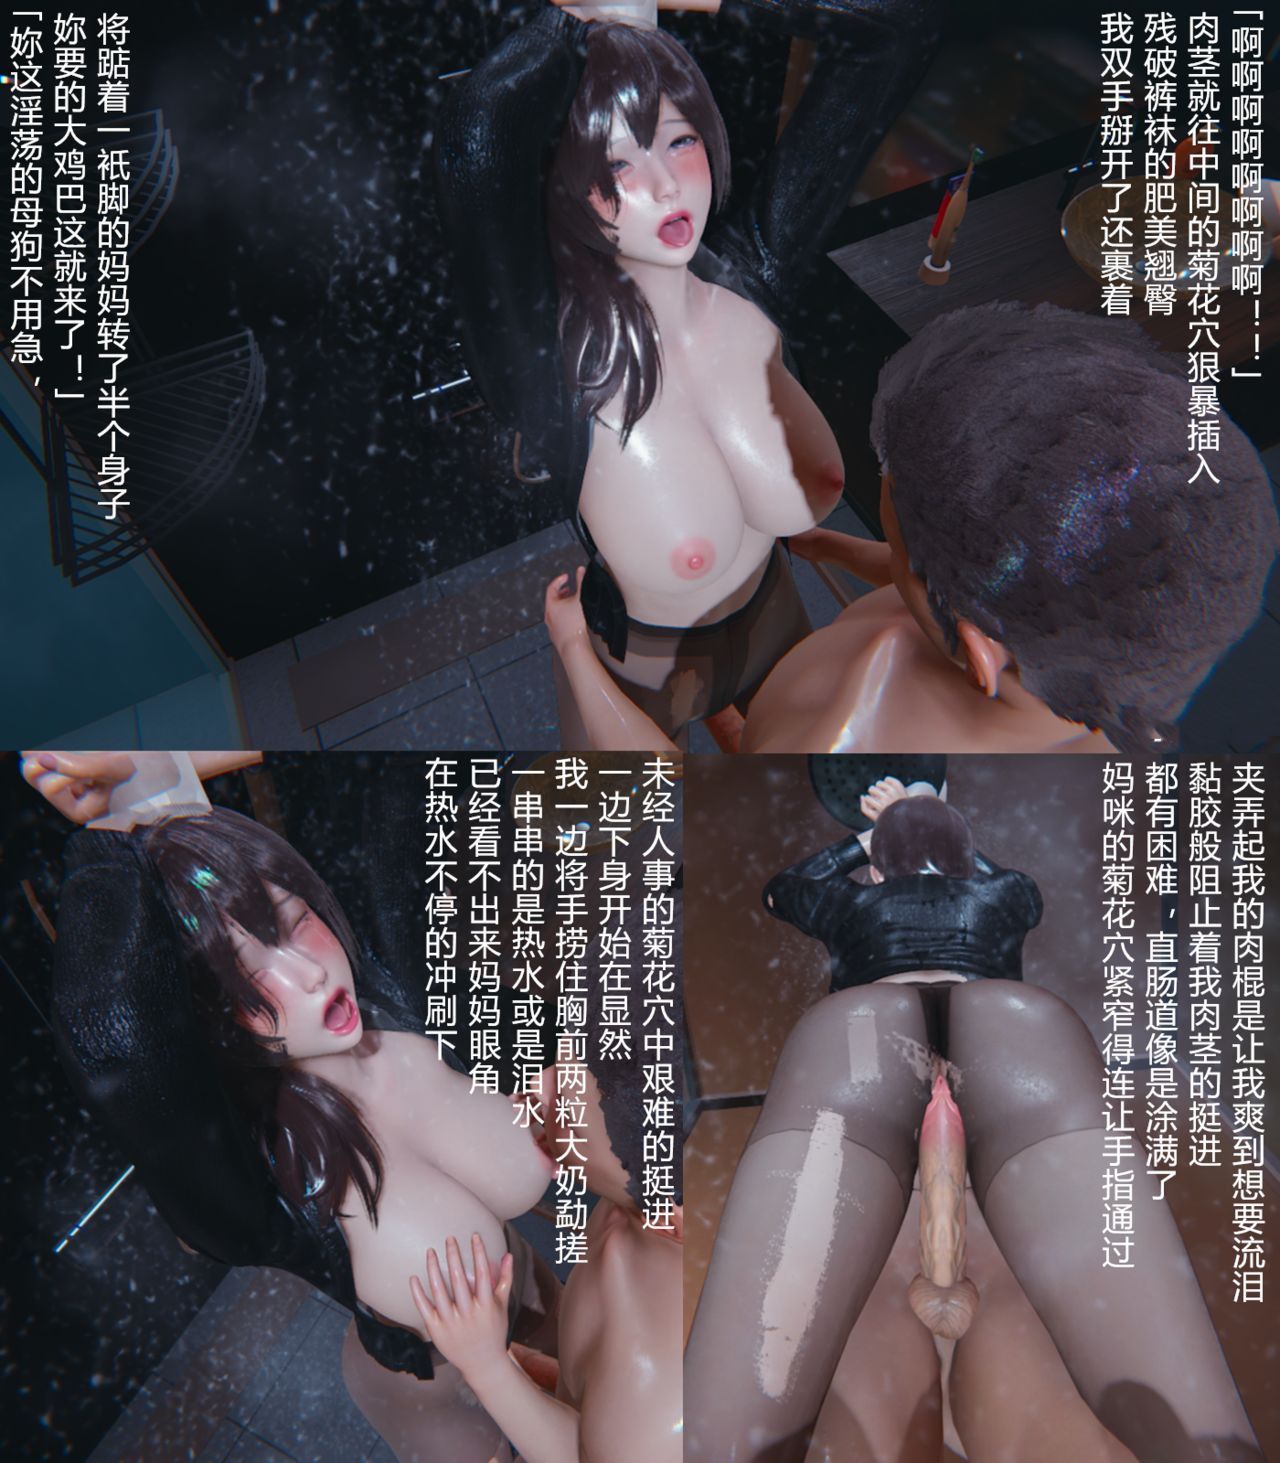 「妳这淫荡的母狗不用急,
妳要的大鸡巴这就来了!」
将踮着一祇脚的妈妈转了半个身子
我双手掰开了还裹着
残破裤袜的肥美翘臀
肉茎就往中间的菊花穴狠暴插入
「啊啊啊啊啊啊啊啊!!」
在热水不停的冲刷下
已经看不出来妈妈眼角
一串串的是热水或是泪水
我一边将手捞住胸前两粒大奶勐搓
一边下身开始在显然
未经人事的菊花穴中艰难的挺进
妈咪的菊花穴紧窄得连让手指通过
都有困难,直肠道像是涂满了
黏胶般阻止着我肉茎的挺进
夹弄起我的肉棍是让我爽到想要流泪